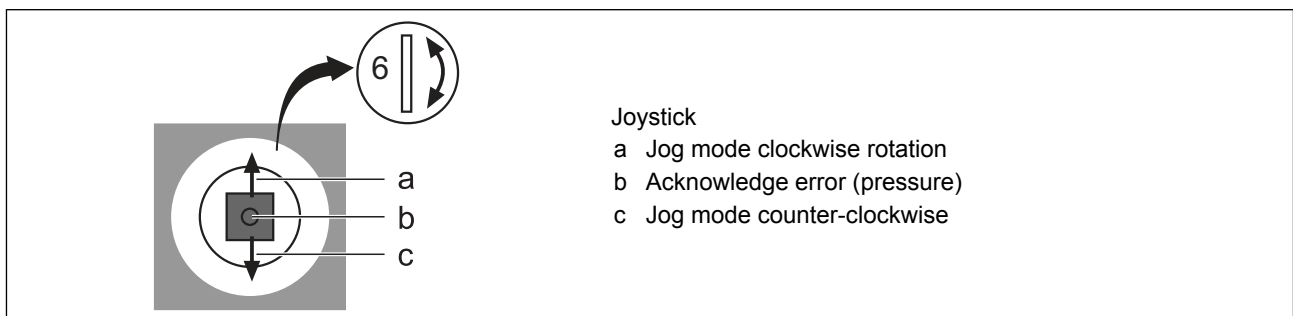 6
a
b
c
Joystick
a Jog mode clockwise rotation
b Acknowledge error (pressure)
c Jog mode counter-clockwise